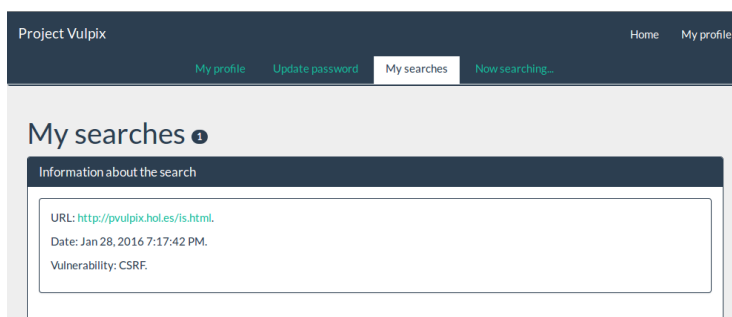 Project Vulpix
Home My profile
My profile Update password My searches Now searching...
My searches 1
Information about the search
URL: http://pvulpix.hol.es/is.html.
Date: Jan 28, 2016 7:17:42 PM.
Vulnerability: CSRF.